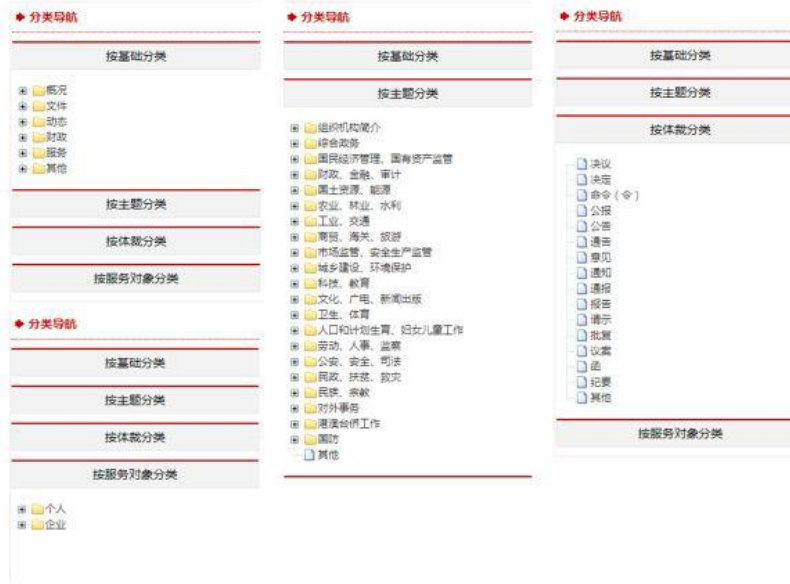 分类导航
按基础分类
概况
文件
动态
财政
服务
其他
按主题分类
按体裁分类
按服务对象分类
分类导航
按基础分类
按主题分类
按体裁分类
按服务对象分类
个人
企业
分类导航
按基础分类
按主题分类
组织机构简介
综合政务
国民经济管理、国有资产监管
财政、金融、审计
国土资源、能源
农业、林业、水利
工业、交通
商贸、海关、旅游
市场监管、安全生产监管
城乡建设、环境保护
科技、教育
文化、广电、新闻出版
卫生、体育
人口和计划生育、妇女儿童工作
劳动、人事、监察
公安、安全、司法
民政、扶贫、救灾
民族、宗教
对外事务
港澳台侨工作
国防
其他
分类导航
按基础分类
按主题分类
按体裁分类
决议
决定
命令（令）
公报
公告
通告
意见
通知
通报
报告
请示
批复
议案
函
纪要
其他
按服务对象分类